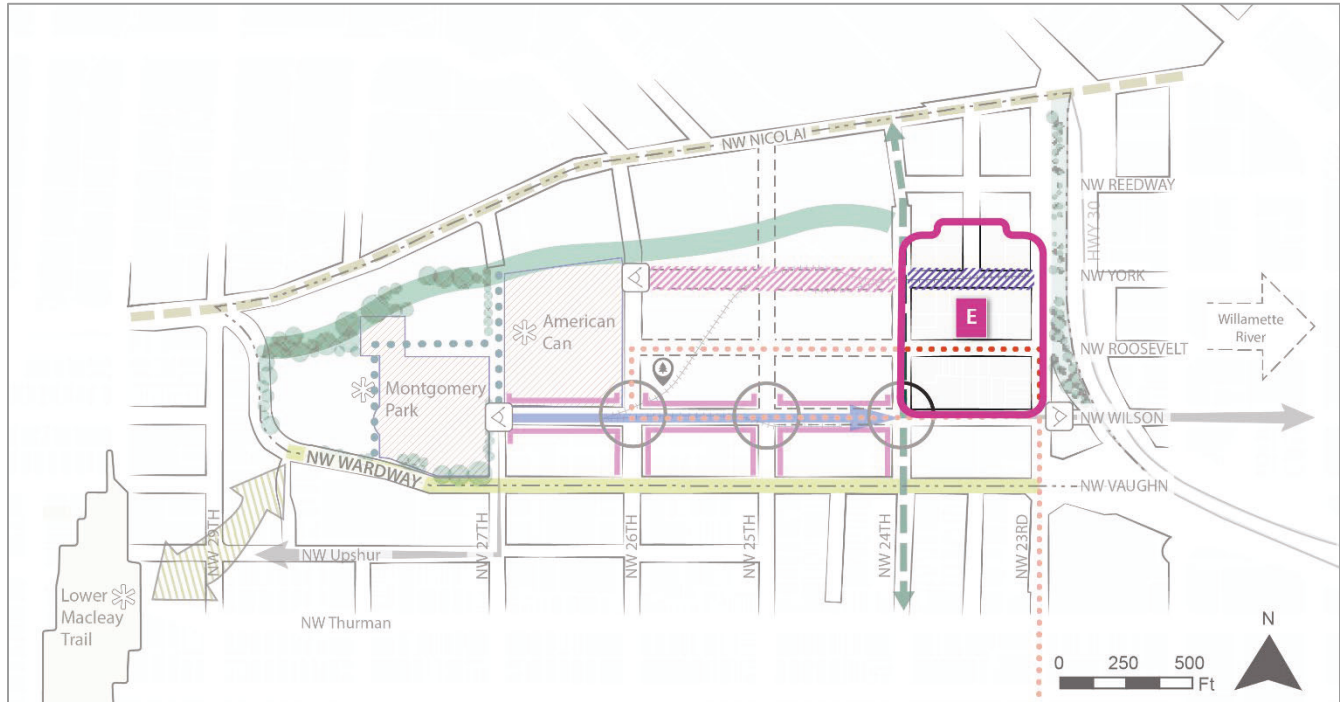 NW NICOLAI
NW REEDWAY
HWY 30
NW YORK
E
American
Can
Willamette
River
NW ROOSEVELT
Montgomery
Park
NW WILSON
NW WARDWAY
NW VAUGHN
NW 29TH
NW 27TH
NW 26TH
NW 25TH
NW 24TH
NW 23RD
NW Upshur
Lower
Macleay
Trail
NW Thurman
N
0 250 500
Ft